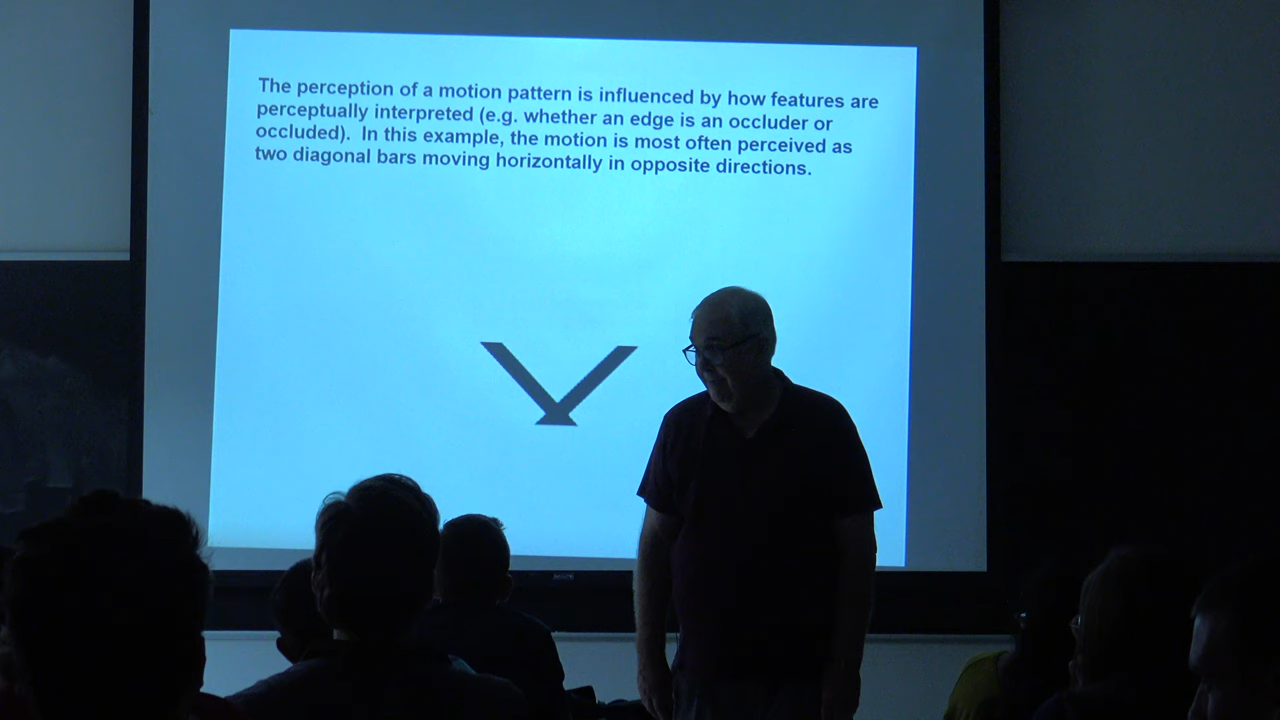 The perception of a motion pattern is influenced by how features are
perceptually interpreted (e.g. whether an edge is an occluder or
occluded).  In this example, the motion is most often perceived as
two diagonal bars moving horizontally in opposite directions.